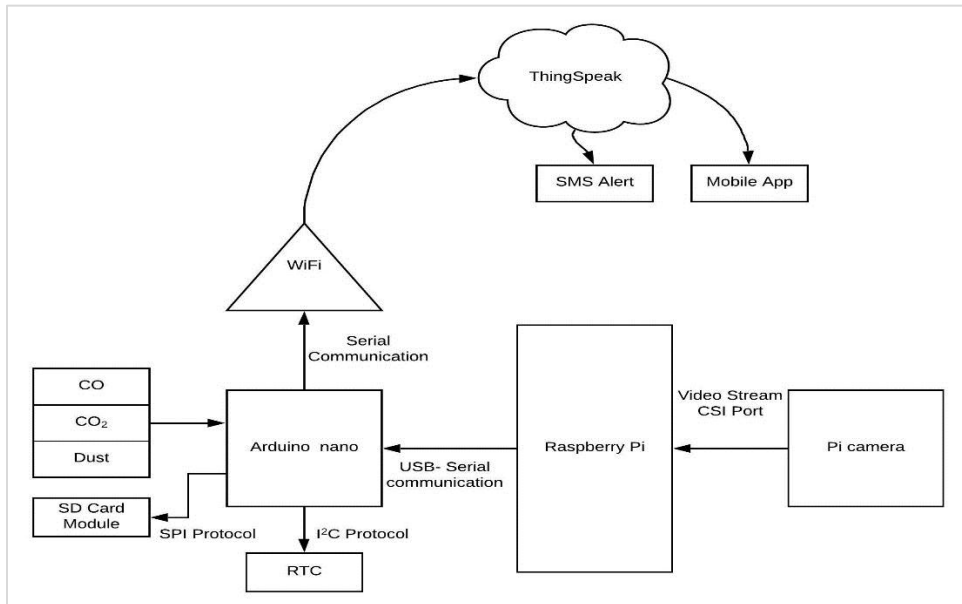 ThingSpeak
SMS Alert
Mobile App
WiFi
Serial
Communication
CO
CO₂
Dust
Arduino nano
SD Card
Module
SPI Protocol
I²C Protocol
RTC
USB- Serial
communication
Raspberry Pi
Video Stream
CSI Port
Pi camera